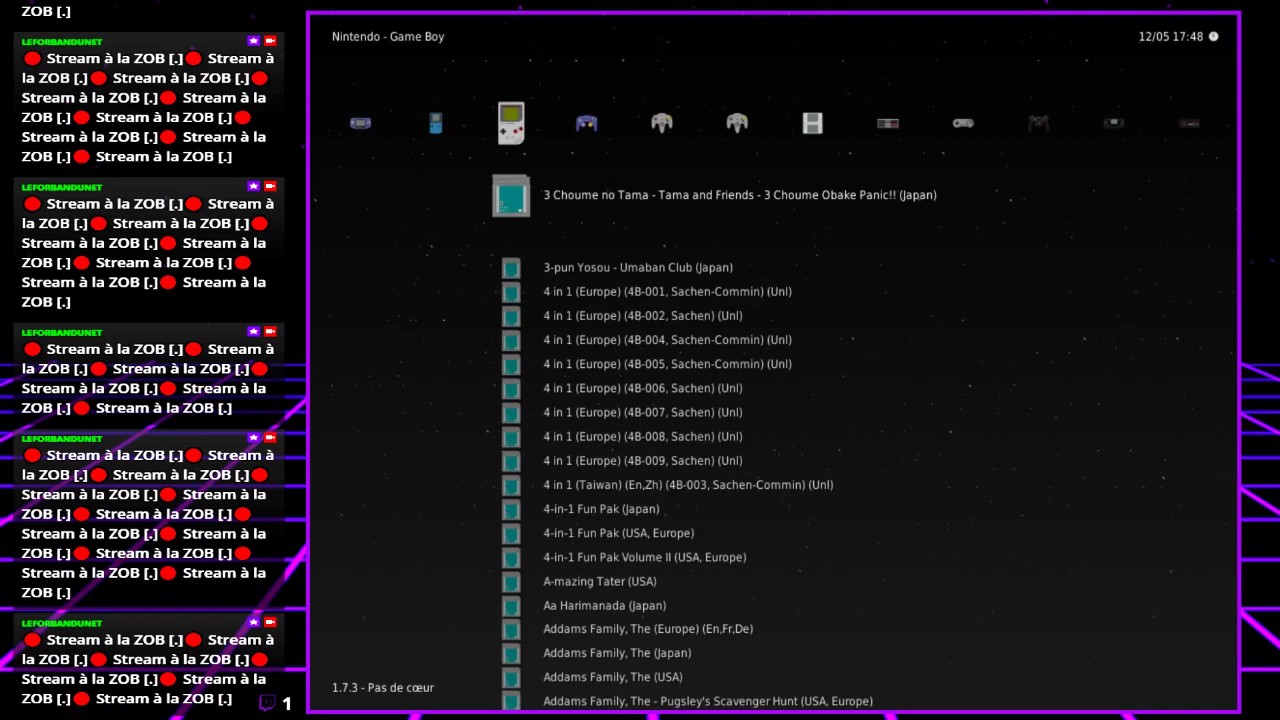 ZOB [.]
LEFORBANDUNET
Stream à la ZOB [.] Stream à
la ZOB [.] Stream à la ZOB [.]
Stream à la ZOB [.] Stream à la
ZOB [.] Stream à la ZOB [.]
Stream à la ZOB [.] Stream à la
ZOB [.] Stream à la ZOB [.]
LEFORBANDUNET
Stream à la ZOB [.] Stream à
la ZOB [.] Stream à la ZOB [.]
Stream à la ZOB [.] Stream à la
ZOB [.] Stream à la ZOB [.]
Stream à la ZOB [.] Stream à la
ZOB [.]
LEFORBANDUNET
Stream à la ZOB [.] Stream à
la ZOB [.] Stream à la ZOB [.]
Stream à la ZOB [.] Stream à la
ZOB [.] Stream à la ZOB [.]
LEFORBANDUNET
Stream à la ZOB [.] Stream à
la ZOB [.] Stream à la ZOB [.]
Stream à la ZOB [.] Stream à la
ZOB [.] Stream à la ZOB [.]
Stream à la ZOB [.] Stream à la
ZOB [.] Stream à la ZOB [.]
Stream à la ZOB [.] Stream à la
ZOB [.]
LEFORBANDUNET
Stream à la ZOB [.] Stream à
la ZOB [.] Stream à la ZOB [.]
Stream à la ZOB [.] Stream à la
ZOB [.] Stream à la ZOB [.]
1
Nintendo - Game Boy
12/05 17:48
3 Choume no Tama - Tama and Friends - 3 Choume Obake Panic!! (Japan)
3-pun Yosou - Umaban Club (Japan)
4 in 1 (Europe) (4B-001, Sachen-Commin) (Unl)
4 in 1 (Europe) (4B-002, Sachen) (Unl)
4 in 1 (Europe) (4B-004, Sachen-Commin) (Unl)
4 in 1 (Europe) (4B-005, Sachen-Commin) (Unl)
4 in 1 (Europe) (4B-006, Sachen) (Unl)
4 in 1 (Europe) (4B-007, Sachen) (Unl)
4 in 1 (Europe) (4B-008, Sachen) (Unl)
4 in 1 (Europe) (4B-009, Sachen) (Unl)
4 in 1 (Taiwan) (En,Zh) (4B-003, Sachen-Commin) (Unl)
4-in-1 Fun Pak (Japan)
4-in-1 Fun Pak (USA, Europe)
4-in-1 Fun Pak Volume II (USA, Europe)
A-mazing Tater (USA)
Aa Harimanada (Japan)
Addams Family, The (Europe) (En,Fr,De)
Addams Family, The (Japan)
Addams Family, The (USA)
Addams Family, The - Pugsley's Scavenger Hunt (USA, Europe)
1.7.3 - Pas de cœur